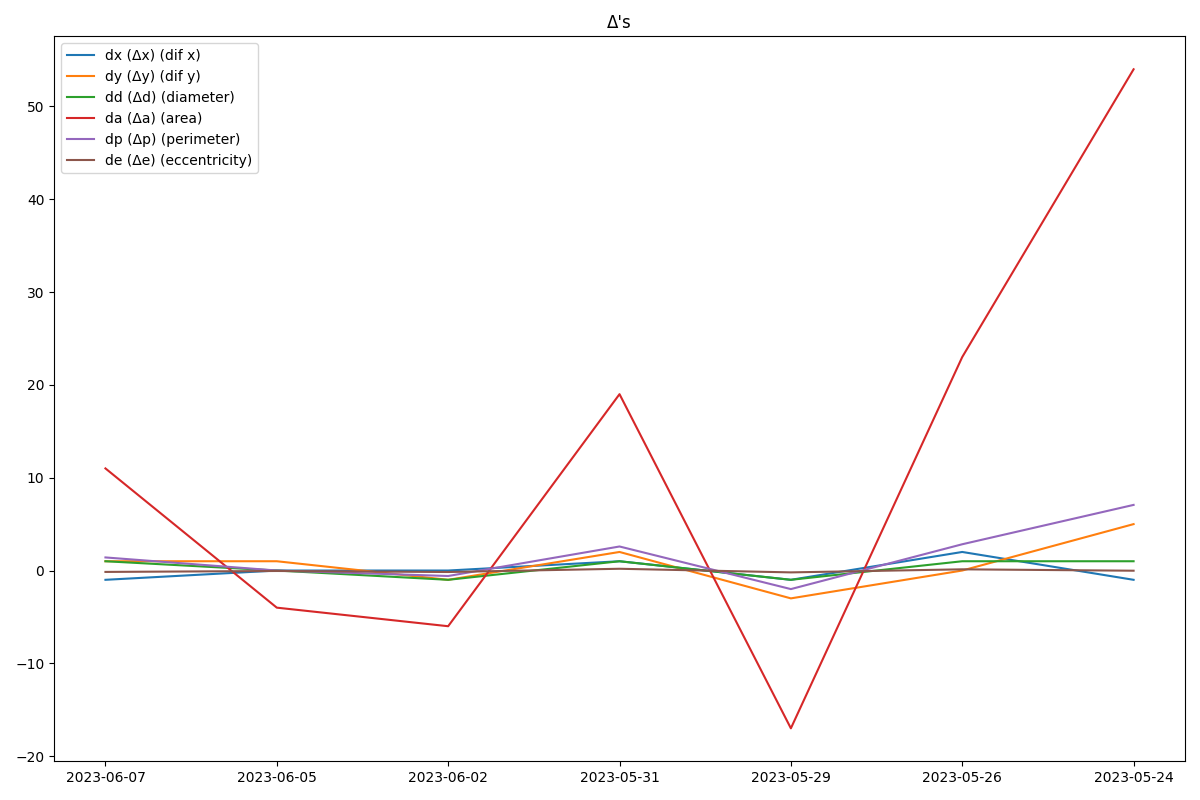 Δ's
dx (Δx) (dif x)
dy (Δy) (dif y)
dd (Δd) (diameter)
da (Δa) (area)
dp (Δp) (perimeter)
de (Δe) (eccentricity)
50
40
30
20
10
0
−10
−20
2023-06-07 2023-06-05 2023-06-02 2023-05-31 2023-05-29 2023-05-26 2023-05-24